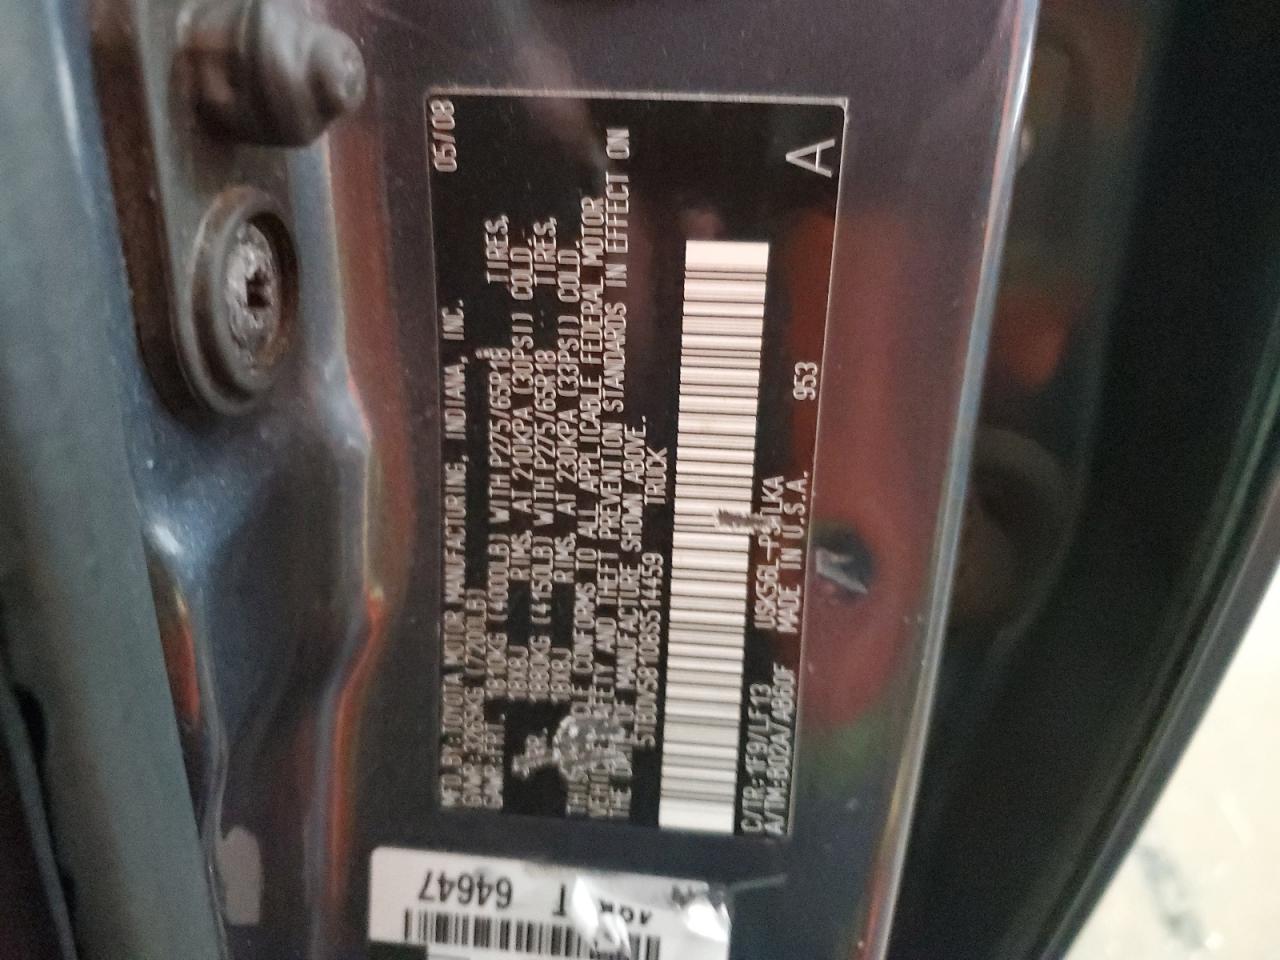 MFD.BY:TOYOTA MOTOR MANUFACTURING, INDIANA, INC. 05/08
GVWR:3265KG (7200LB)
GAWR:FRT. 1810KG (4000LB) WITH P275/65R18 TIRES,
18X8J RIMS, AT 210KPA (30PSI) COLD.
RR. 1880KG (4150LB) WITH P275/65R18 TIRES,
18X8J RIMS, AT 230KPA (33PSI) COLD.
THIS VEHICLE CONFORMS TO ALL APPLICABLE FEDERAL MOTOR
VEHICLE SAFETY AND THEFT PREVENTION STANDARDS IN EFFECT ON
THE DATE OF MANUFACTURE SHOWN ABOVE.
5TBDV58108S514459 TRUCK
C/TR: 1F9/LF13 A
A/TM:B02A/AB60F MADE IN U.S.A. 953
64647
T